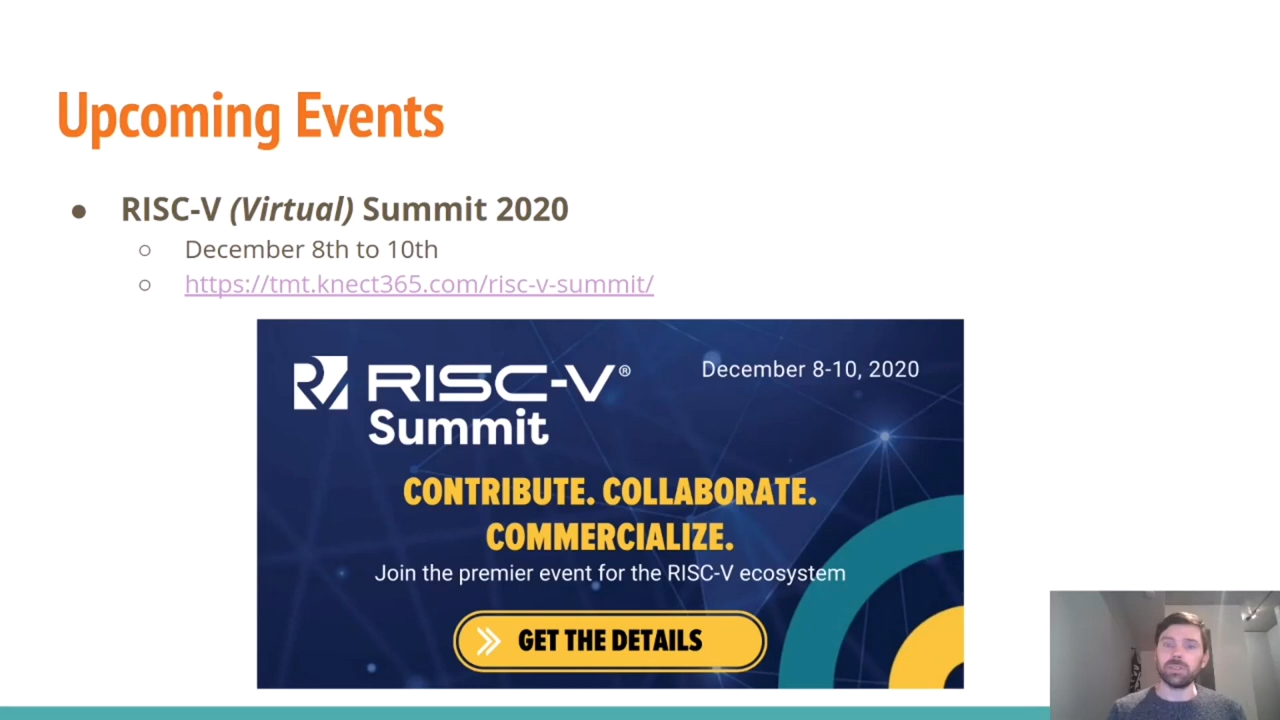 Upcoming Events
● RISC-V (Virtual) Summit 2020
○ December 8th to 10th
○ https://tmt.knect365.com/risc-v-summit/
RISC-V®
Summit
December 8-10, 2020
CONTRIBUTE. COLLABORATE.
COMMERCIALIZE.
Join the premier event for the RISC-V ecosystem
GET THE DETAILS